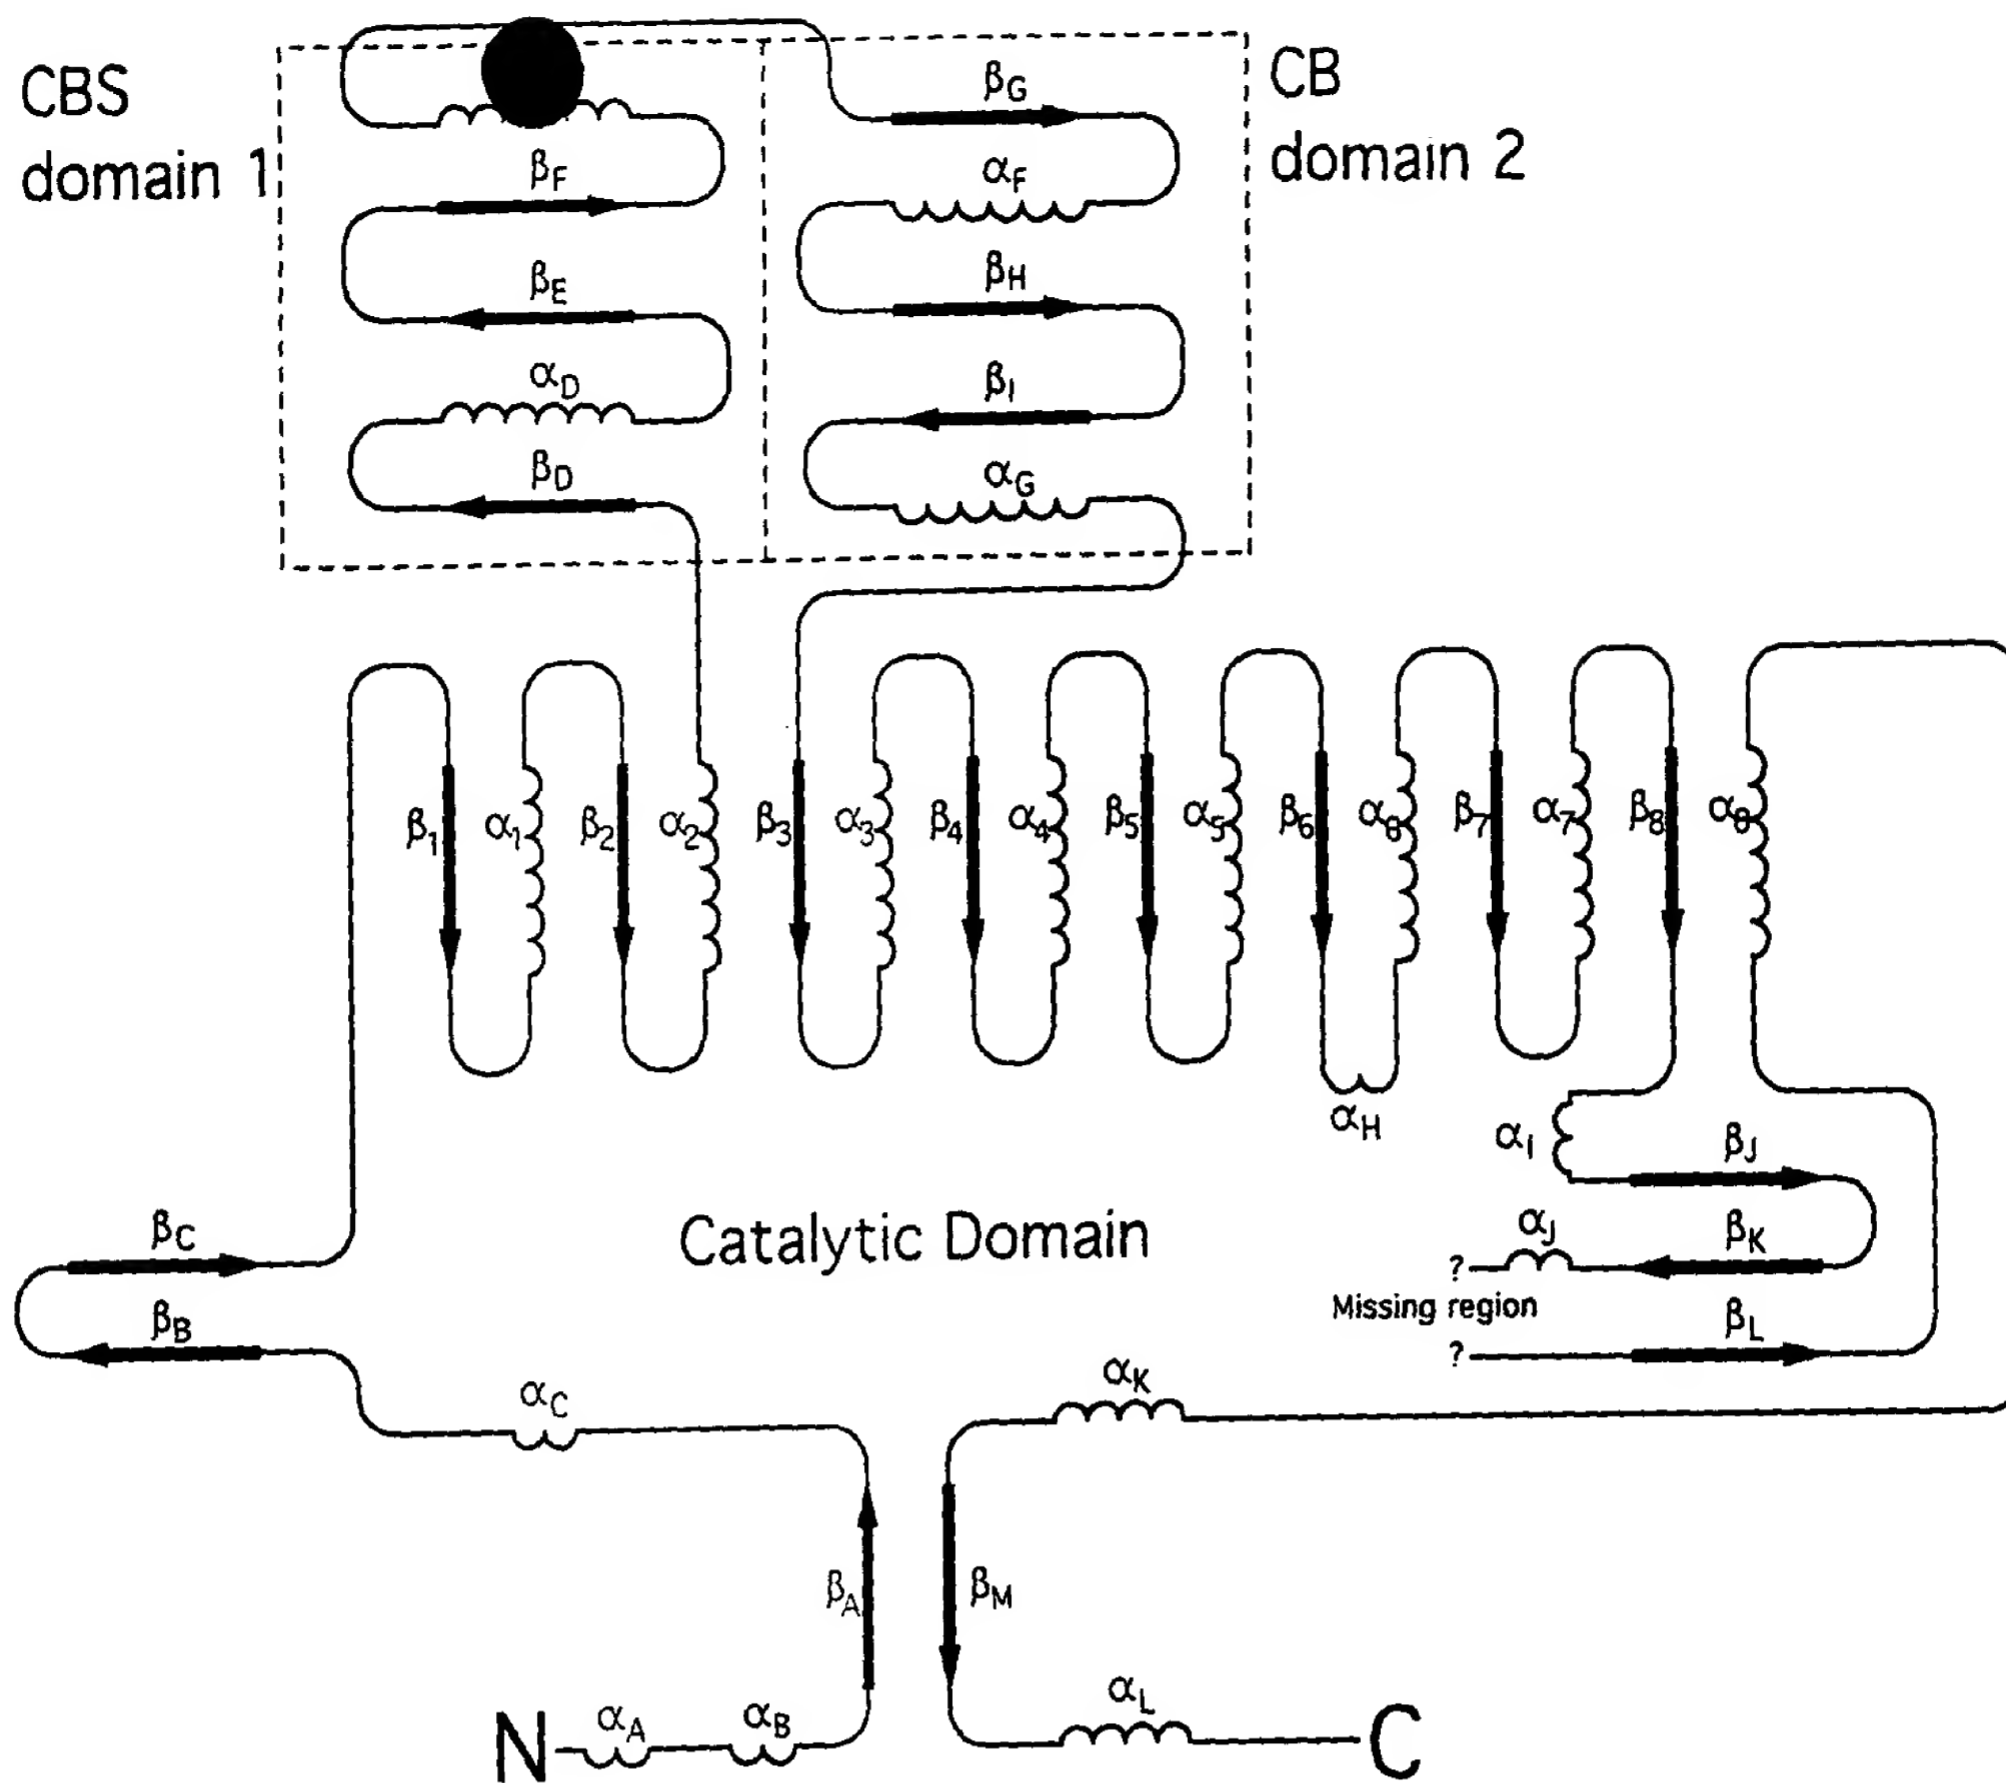 CBS
domain 1
CB
domain 2
βG
βF
αF
βE
βH
αD
βI
βD
αG
β1 α1 β2 α2 β3 α3 β4 α4 β5 α5 β6 α6 β7 α7 β8 α8
αH
αI
βJ
βC
Catalytic Domain
αJ
βK
?
Missing region
βB
βL
?
αK
αC
βA
βM
αL
N
αA
αB
C